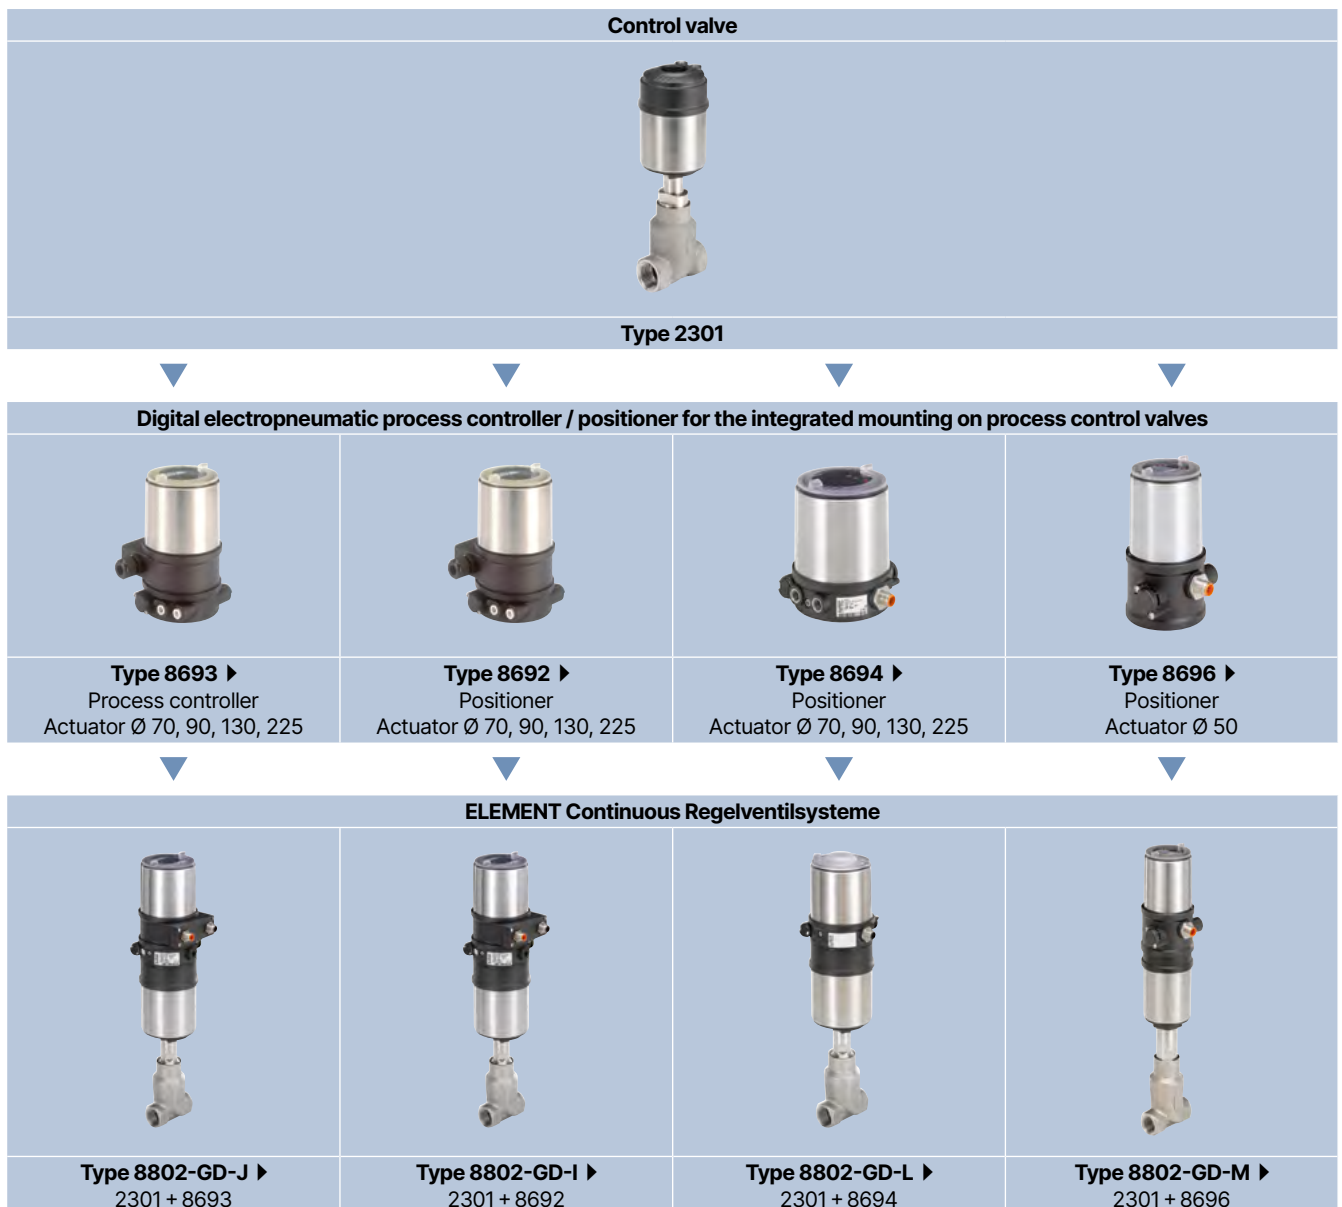 Control valve
Type 2301
Digital electropneumatic process controller / positioner for the integrated mounting on process control valves
Type 8693
Process controller
Actuator Ø 70, 90, 130, 225
Type 8692
Positioner
Actuator Ø 70, 90, 130, 225
Type 8694
Positioner
Actuator Ø 70, 90, 130, 225
Type 8696
Positioner
Actuator Ø 50
ELEMENT Continuous Regelventilsysteme
Type 8802-GD-J
2301 + 8693
Type 8802-GD-I
2301 + 8692
Type 8802-GD-L
2301 + 8694
Type 8802-GD-M
2301 + 8696